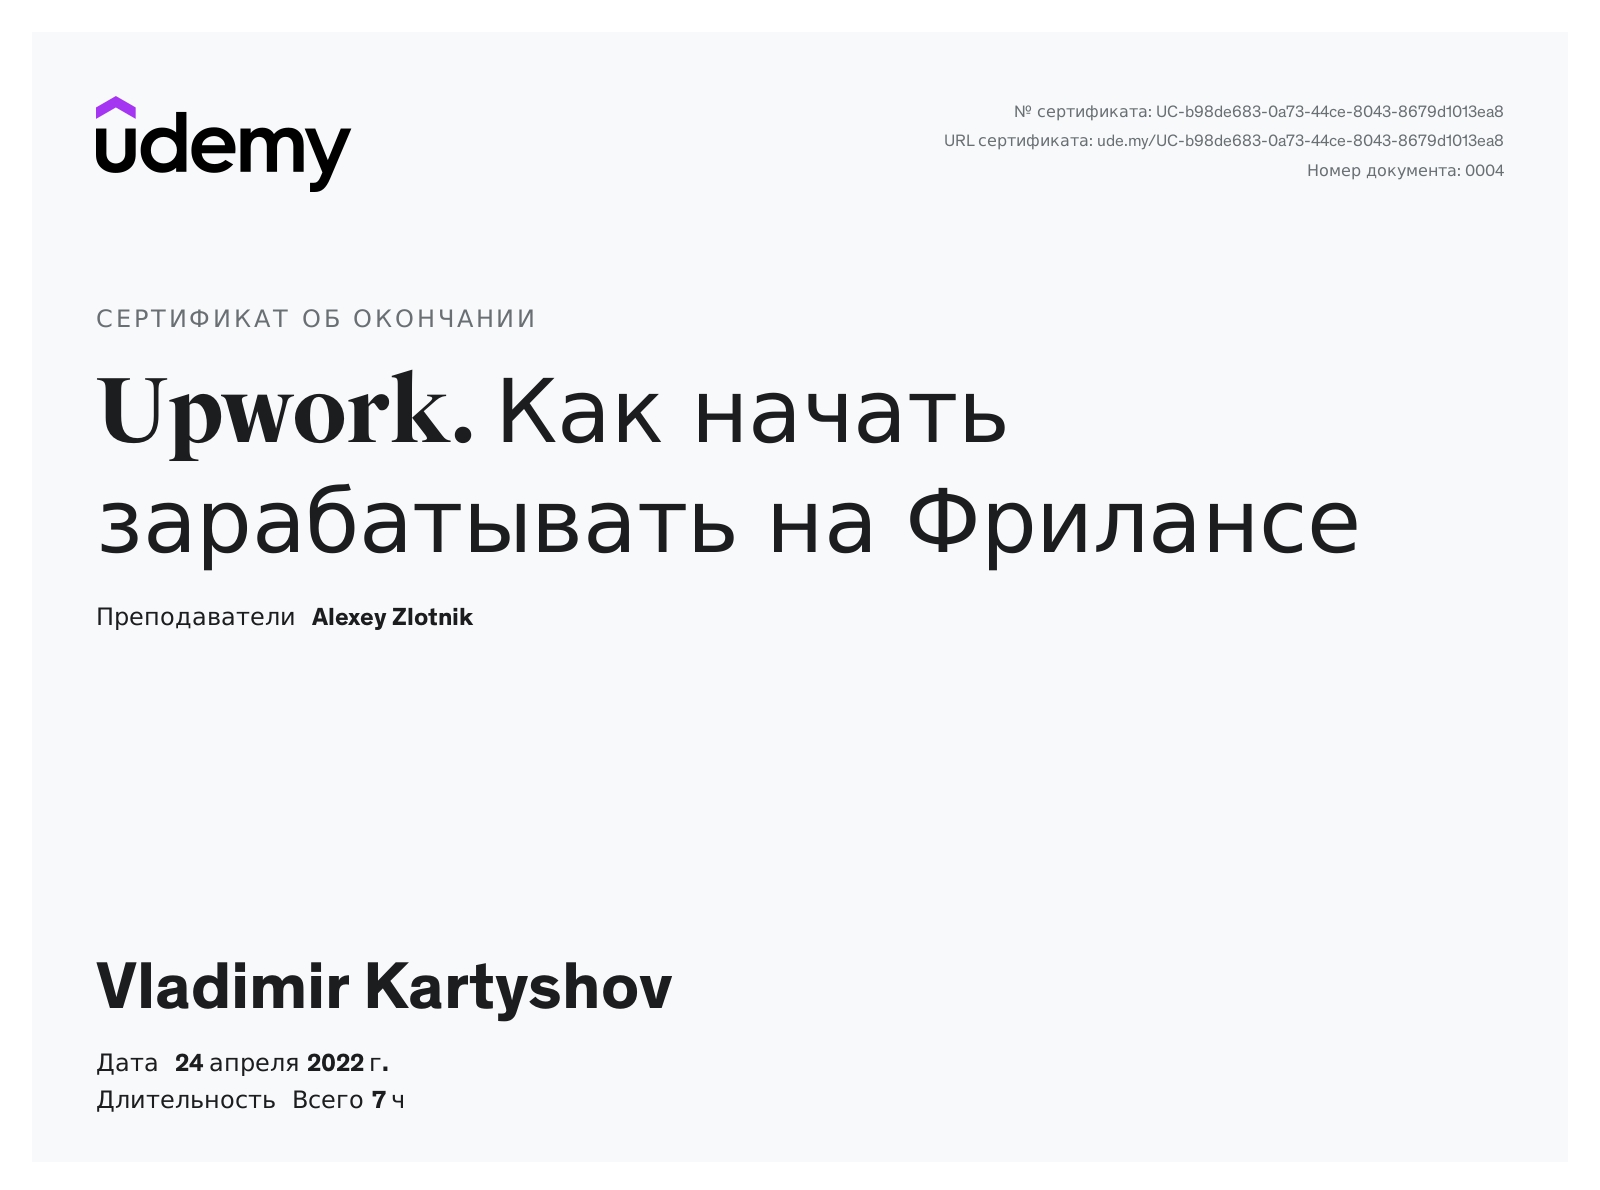 udemy
№ сертификата: UC-b98de683-0a73-44ce-8043-8679d1013ea8
URL сертификата: ude.my/UC-b98de683-0a73-44ce-8043-8679d1013ea8
Номер документа: 0004
СЕРТИФИКАТ ОБ ОКОНЧАНИИ
Upwork. Как начать
зарабатывать на Фрилансе
Преподаватели Alexey Zlotnik
Vladimir Kartyshov
Дата 24 апреля 2022 г.
Длительность Всего 7 ч